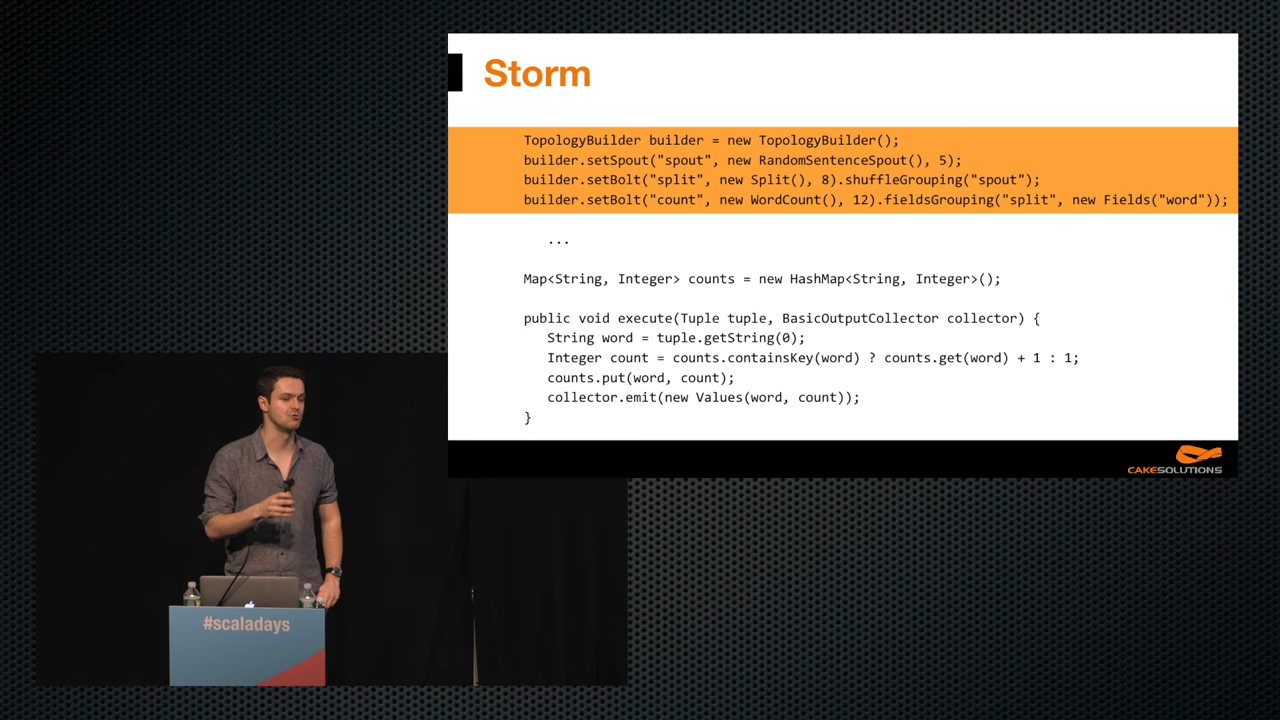 Storm
TopologyBuilder builder = new TopologyBuilder();
builder.setSpout("spout", new RandomSentenceSpout(), 5);
builder.setBolt("split", new Split(), 8).shuffleGrouping("spout");
builder.setBolt("count", new WordCount(), 12).fieldsGrouping("split", new Fields("word"));
...
Map<String, Integer> counts = new HashMap<String, Integer>();
public void execute(Tuple tuple, BasicOutputCollector collector) {
String word = tuple.getString(0);
Integer count = counts.containsKey(word) ? counts.get(word) + 1 : 1;
counts.put(word, count);
collector.emit(new Values(word, count));
}
CAKESOLUTIONS
#scaladays